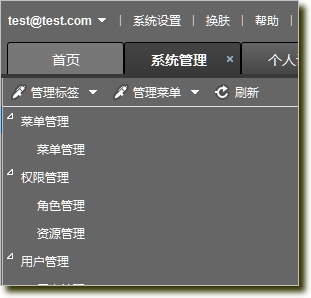 test@test.com | 系统设置 | 换肤 | 帮助 |
首页 系统管理 × 个人
管理标签 管理菜单 刷新
菜单管理
菜单管理
权限管理
角色管理
资源管理
用户管理